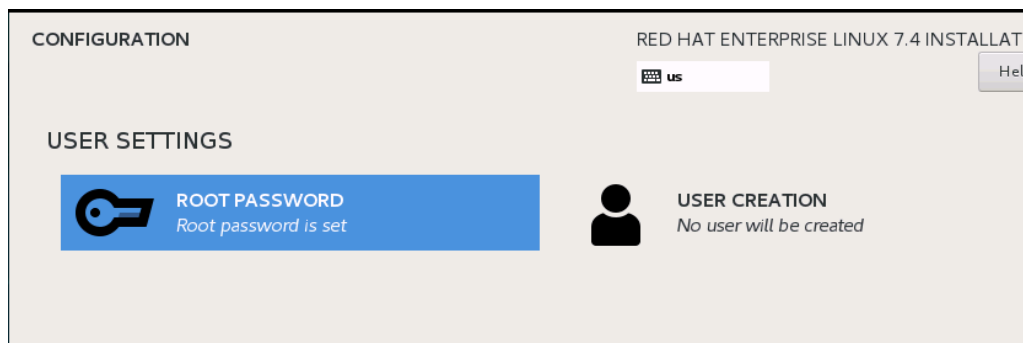 CONFIGURATION
RED HAT ENTERPRISE LINUX 7.4 INSTALLAT
us
Hel
USER SETTINGS
ROOT PASSWORD
Root password is set
USER CREATION
No user will be created